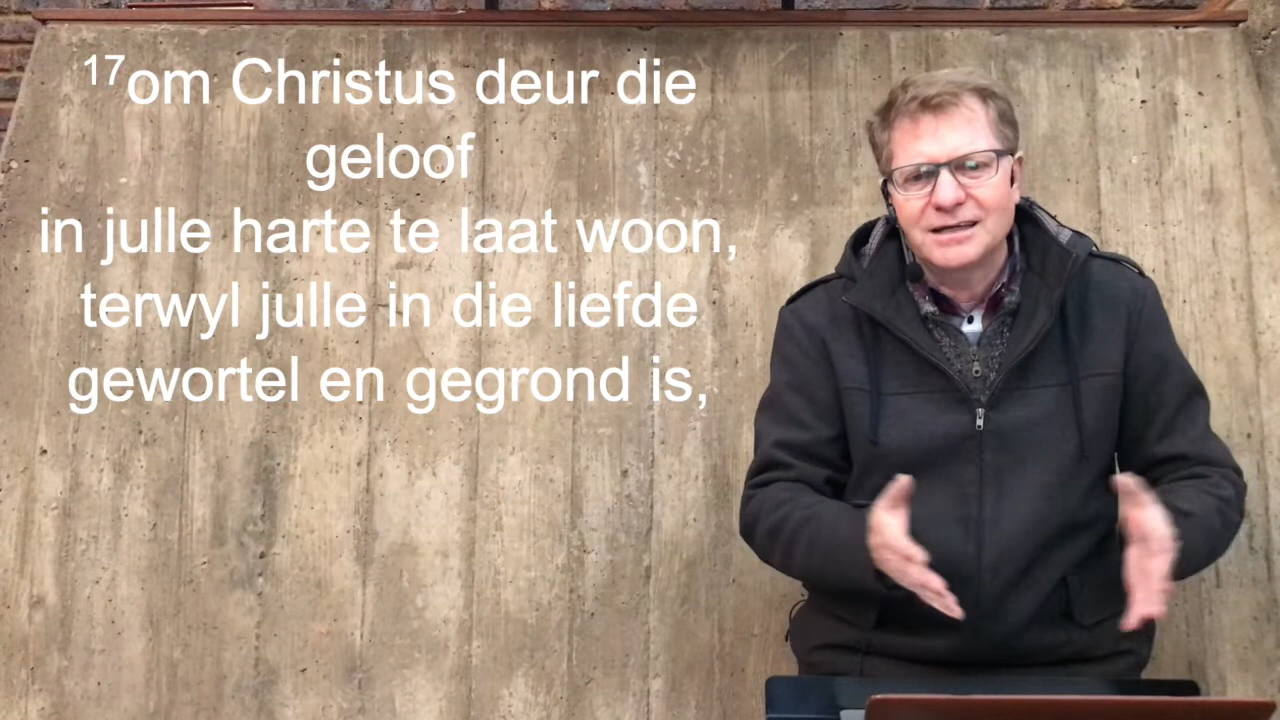 ¹⁷om Christus deur die
geloof
in julle harte te laat woon,
terwyl julle in die liefde
gewortel en gegrond is,